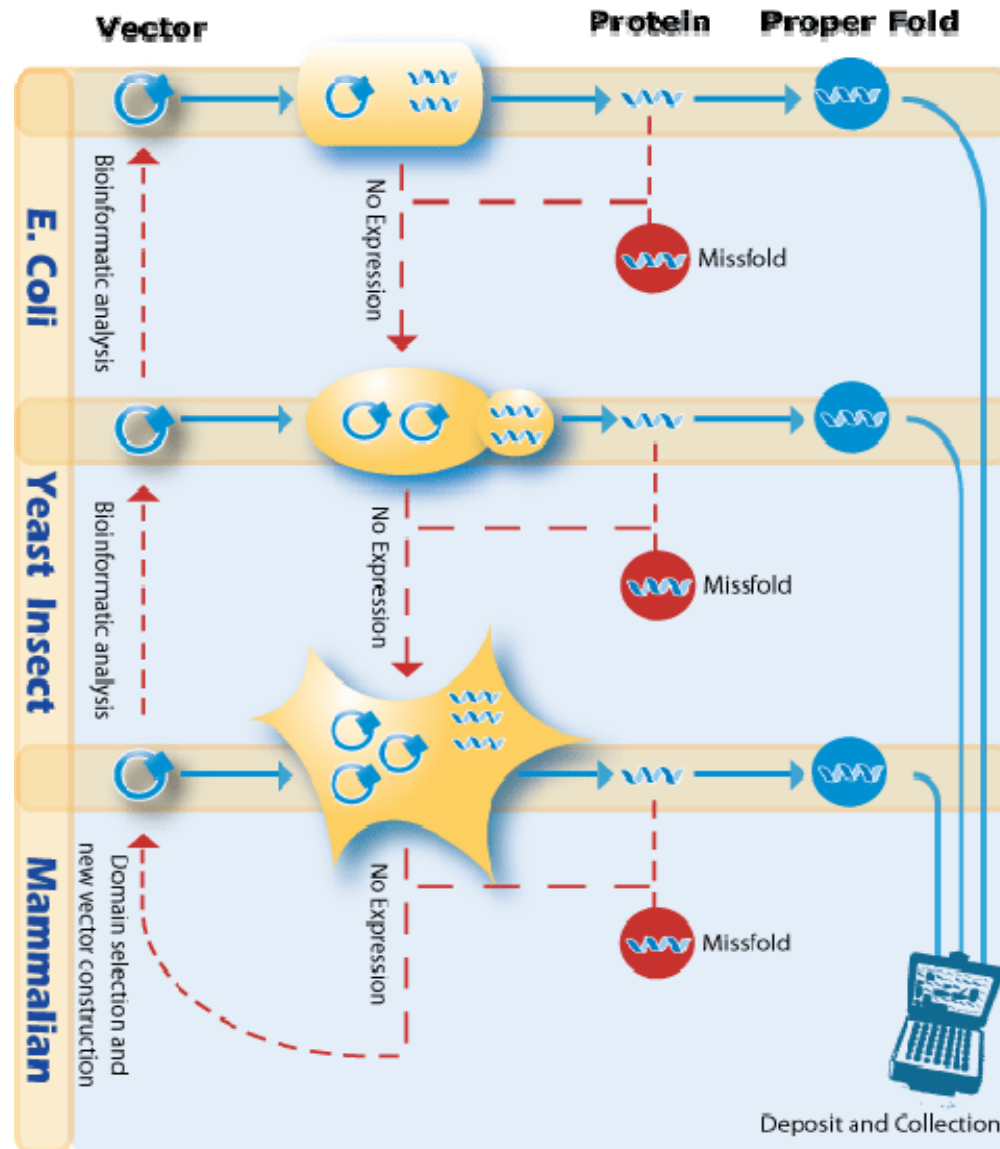 Vector
Protein
Proper Fold
E. Coli
Bioinformatic analysis
No Expression
Missfold
Yeast Insect
Bioinformatic analysis
No Expression
Missfold
Mammalian
Domain selection and
new vector construction
No Expression
Missfold
Deposit and Collection